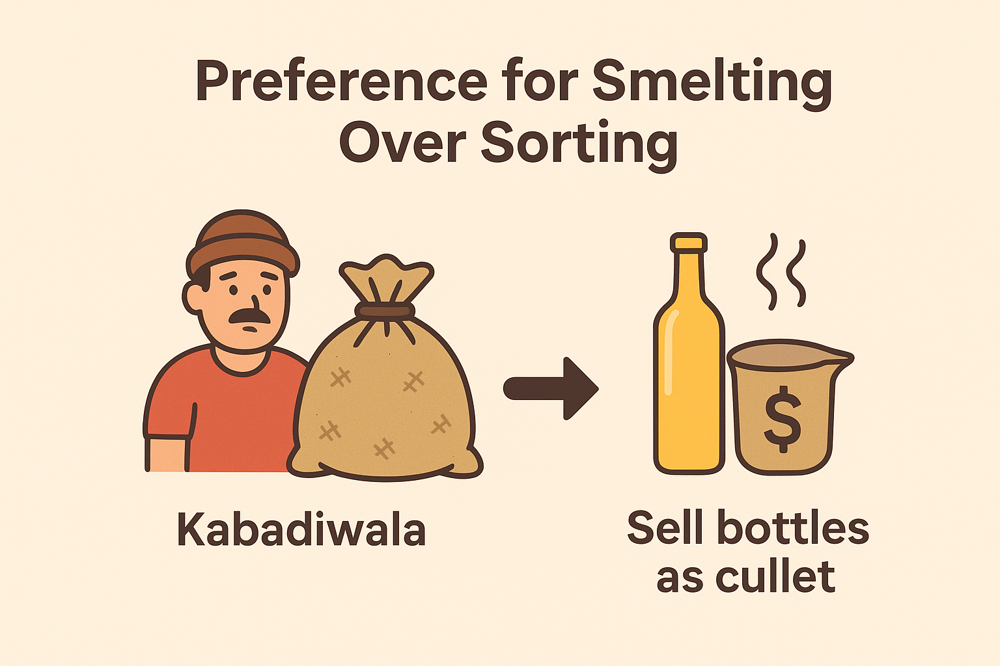 Preference for Smelting
Over Sorting
$
Kabadiwala
Sell bottles
as cullet